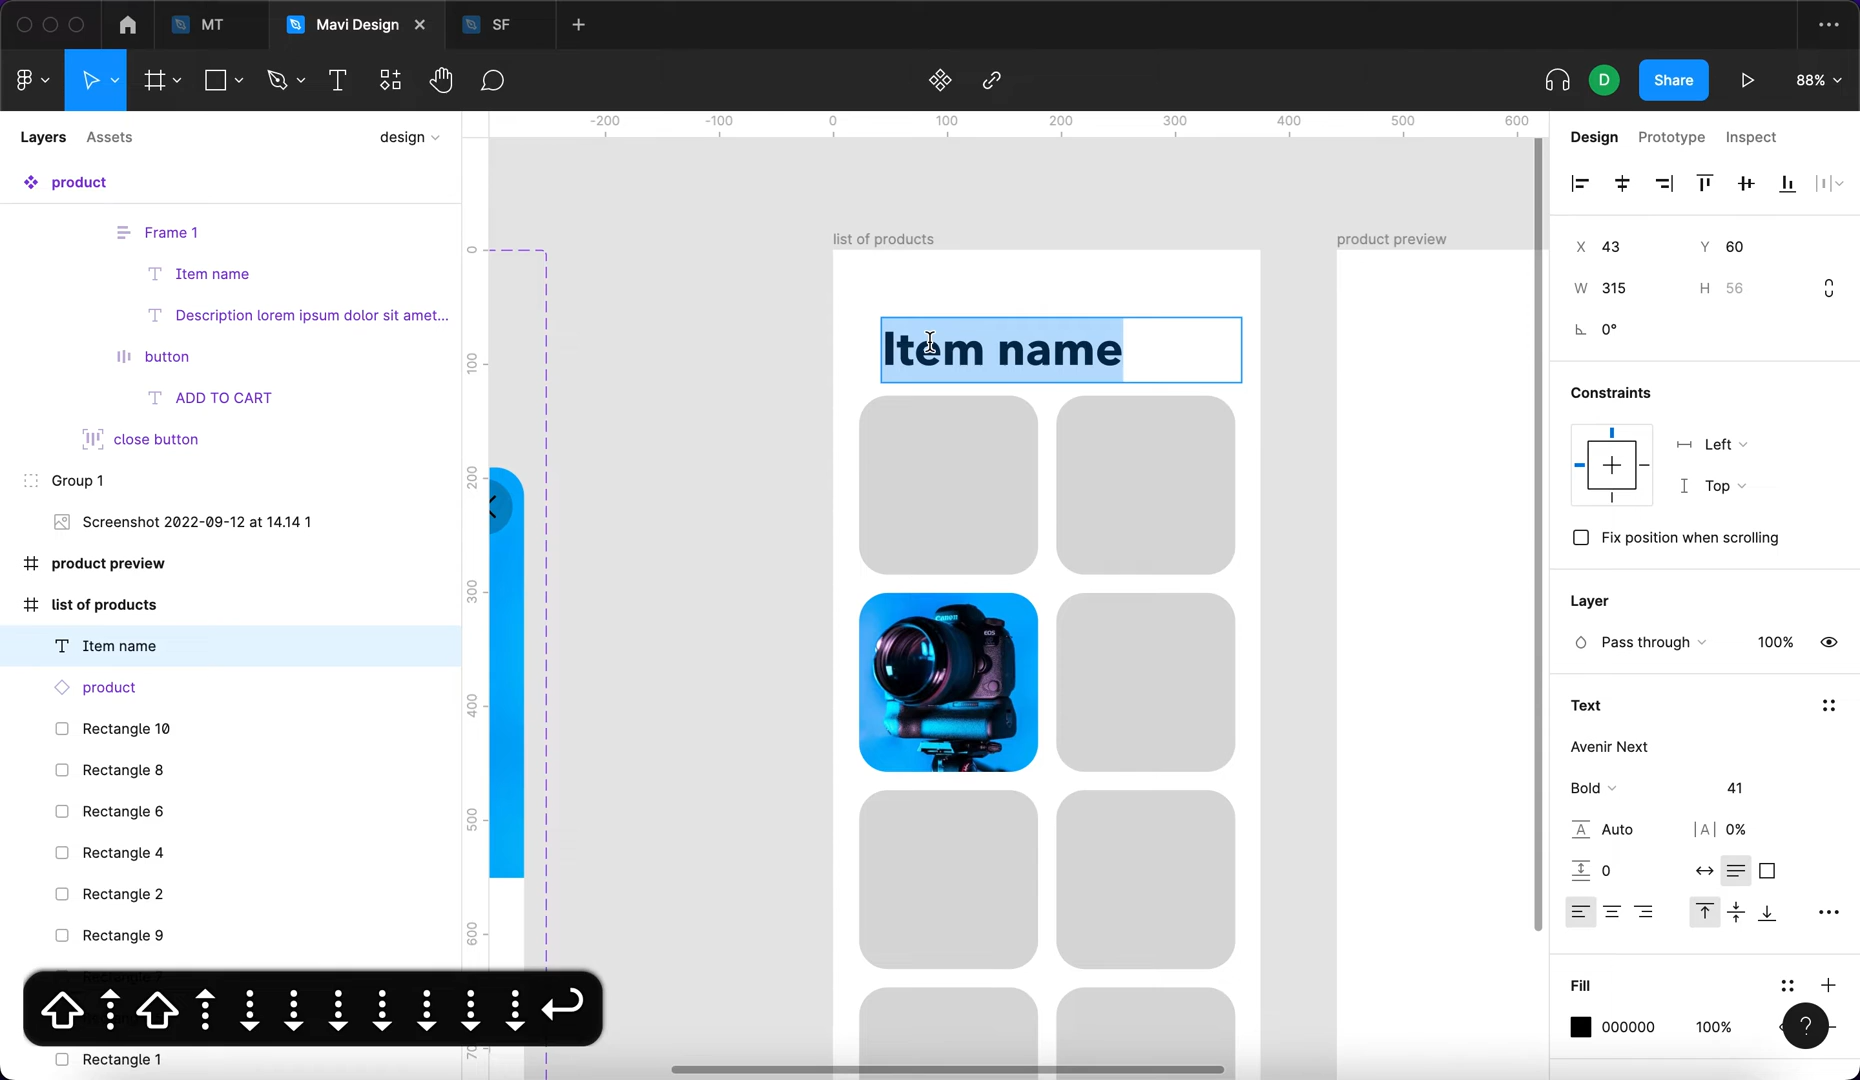 MT
Mavi Design
SF
D
Share
88%
Layers
Assets
design
product
Frame 1
Item name
Description lorem ipsum dolor sit amet...
button
ADD TO CART
close button
Group 1
Screenshot 2022-09-12 at 14.14 1
product preview
list of products
Item name
product
Rectangle 10
Rectangle 8
Rectangle 6
Rectangle 4
Rectangle 2
Rectangle 9
Rectangle 1
-200
-100
0
100
200
300
400
500
600
0
100
200
300
400
500
600
list of products
product preview
Item name
Canon
EOS
Design
Prototype
Inspect
X 43
Y 60
W 315
H 56
0°
Constraints
Left
Top
Fix position when scrolling
Layer
Pass through
100%
Text
Avenir Next
Bold
41
A Auto
|A| 0%
0
Fill
000000
100%
?